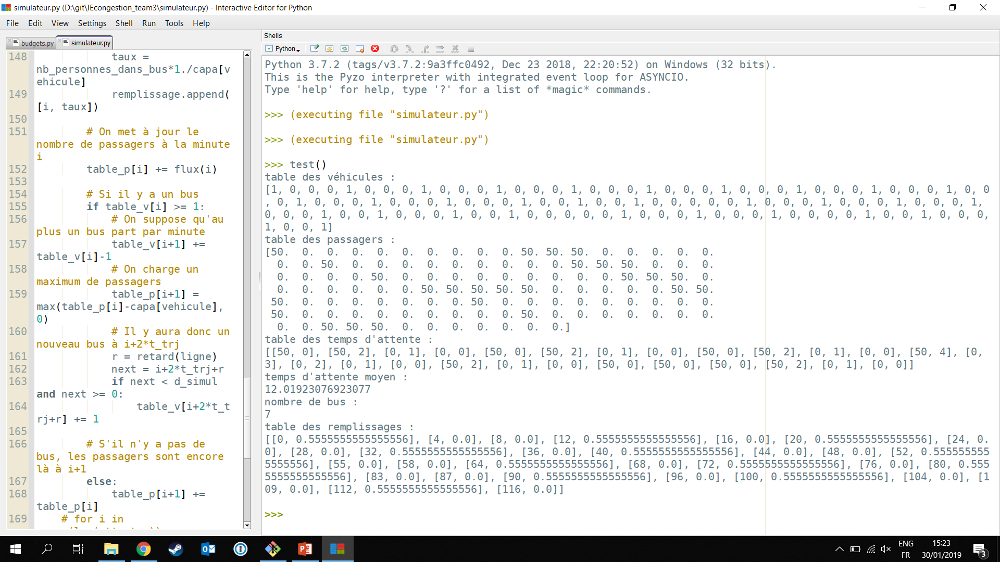 simulateur.py (D:\git\IEcongestion_team3\simulateur.py) - Interactive Editor for Python
File Edit View Settings Shell Run Tools Help
budgets.py simulateur.py
148 taux =
nb_personnes_dans_bus*1./capa[v
ehicule]
149 remplissage.append(
[i, taux])
150
151 # On met à jour le
nombre de passagers à la minute
i
152 table_p[i] += flux(i)
153
154 # Si il y a un bus
155 if table_v[i] >= 1:
156 # On suppose qu'au
plus un bus part par minute
157 table_v[i+1] +=
table_v[i]-1
158 # On charge un
maximum de passagers
159 table_p[i+1] =
max(table_p[i]-capa[vehicule],
0)
160 # Il y aura donc un
nouveau bus à i+2*t_trj
161 r = retard(ligne)
162 next = i+2*t_trj+r
163 if next < d_simul
and next >= 0:
164 table_v[i+2*t_t
rj+r] += 1
165
166 # S'il n'y a pas de
bus, les passagers sont encore
là à i+1
167 else:
168 table_p[i+1] +=
table_p[i]
169 # for i in
Shells
Python
Python 3.7.2 (tags/v3.7.2:9a3ffc0492, Dec 23 2018, 22:20:52) on Windows (32 bits).
This is the Pyzo interpreter with integrated event loop for ASYNCIO.
Type 'help' for help, type '?' for a list of *magic* commands.
>>> (executing file "simulateur.py")
>>> (executing file "simulateur.py")
>>> test()
table des véhicules :
[1, 0, 0, 0, 1, 0, 0, 0, 1, 0, 0, 0, 1, 0, 0, 0, 1, 0, 0, 0, 1, 0, 0, 0, 1, 0, 0, 0, 1, 0, 0, 0, 1, 0, 0, 0, 1, 0, 0
, 0, 1, 0, 0, 0, 1, 0, 0, 0, 1, 0, 0, 0, 1, 0, 0, 1, 0, 0, 1, 0, 0, 0, 0, 0, 1, 0, 0, 0, 1, 0, 0, 0, 1, 0, 0, 0, 1,
0, 0, 0, 1, 0, 0, 1, 0, 0, 0, 1, 0, 0, 1, 0, 0, 0, 0, 0, 1, 0, 0, 0, 1, 0, 0, 0, 1, 0, 0, 0, 0, 1, 0, 0, 1, 0, 0, 0,
1, 0, 0, 1]
table des passagers :
[50. 0. 0. 0. 0. 0. 0. 0. 0. 0. 50. 50. 50. 0. 0. 0. 0. 0.
0. 0. 50. 0. 0. 0. 0. 0. 0. 0. 0. 0. 50. 50. 50. 0. 0. 0.
0. 0. 0. 0. 50. 0. 0. 0. 0. 0. 0. 0. 0. 0. 50. 50. 50. 0.
0. 0. 0. 0. 0. 0. 50. 50. 50. 50. 50. 0. 0. 0. 0. 0. 50. 50.
50. 0. 0. 0. 0. 0. 0. 0. 50. 0. 0. 0. 0. 0. 0. 0. 0. 0.
50. 0. 0. 0. 0. 0. 0. 0. 0. 0. 50. 0. 0. 0. 0. 0. 0. 0.
0. 0. 50. 50. 50. 0. 0. 0. 0. 0. 0. 0.]
table des temps d'attente :
[[50, 0], [50, 2], [0, 1], [0, 0], [50, 0], [50, 2], [0, 1], [0, 0], [50, 0], [50, 2], [0, 1], [0, 0], [50, 4], [0,
3], [0, 2], [0, 1], [0, 0], [50, 2], [0, 1], [0, 0], [50, 0], [50, 0], [50, 0], [50, 2], [0, 1], [0, 0]]
temps d'attente moyen :
12.01923076923077
nombre de bus :
7
table des remplissages :
[[0, 0.5555555555555556], [4, 0.0], [8, 0.0], [12, 0.5555555555555556], [16, 0.0], [20, 0.5555555555555556], [24, 0.
0], [28, 0.0], [32, 0.5555555555555556], [36, 0.0], [40, 0.5555555555555556], [44, 0.0], [48, 0.0], [52, 0.555555555
5555556], [55, 0.0], [58, 0.0], [64, 0.5555555555555556], [68, 0.0], [72, 0.5555555555555556], [76, 0.0], [80, 0.555
5555555555556], [83, 0.0], [87, 0.0], [90, 0.5555555555555556], [96, 0.0], [100, 0.5555555555555556], [104, 0.0], [1
09, 0.0], [112, 0.5555555555555556], [116, 0.0]]
>>>
ENG
FR
15:23
30/01/2019
3